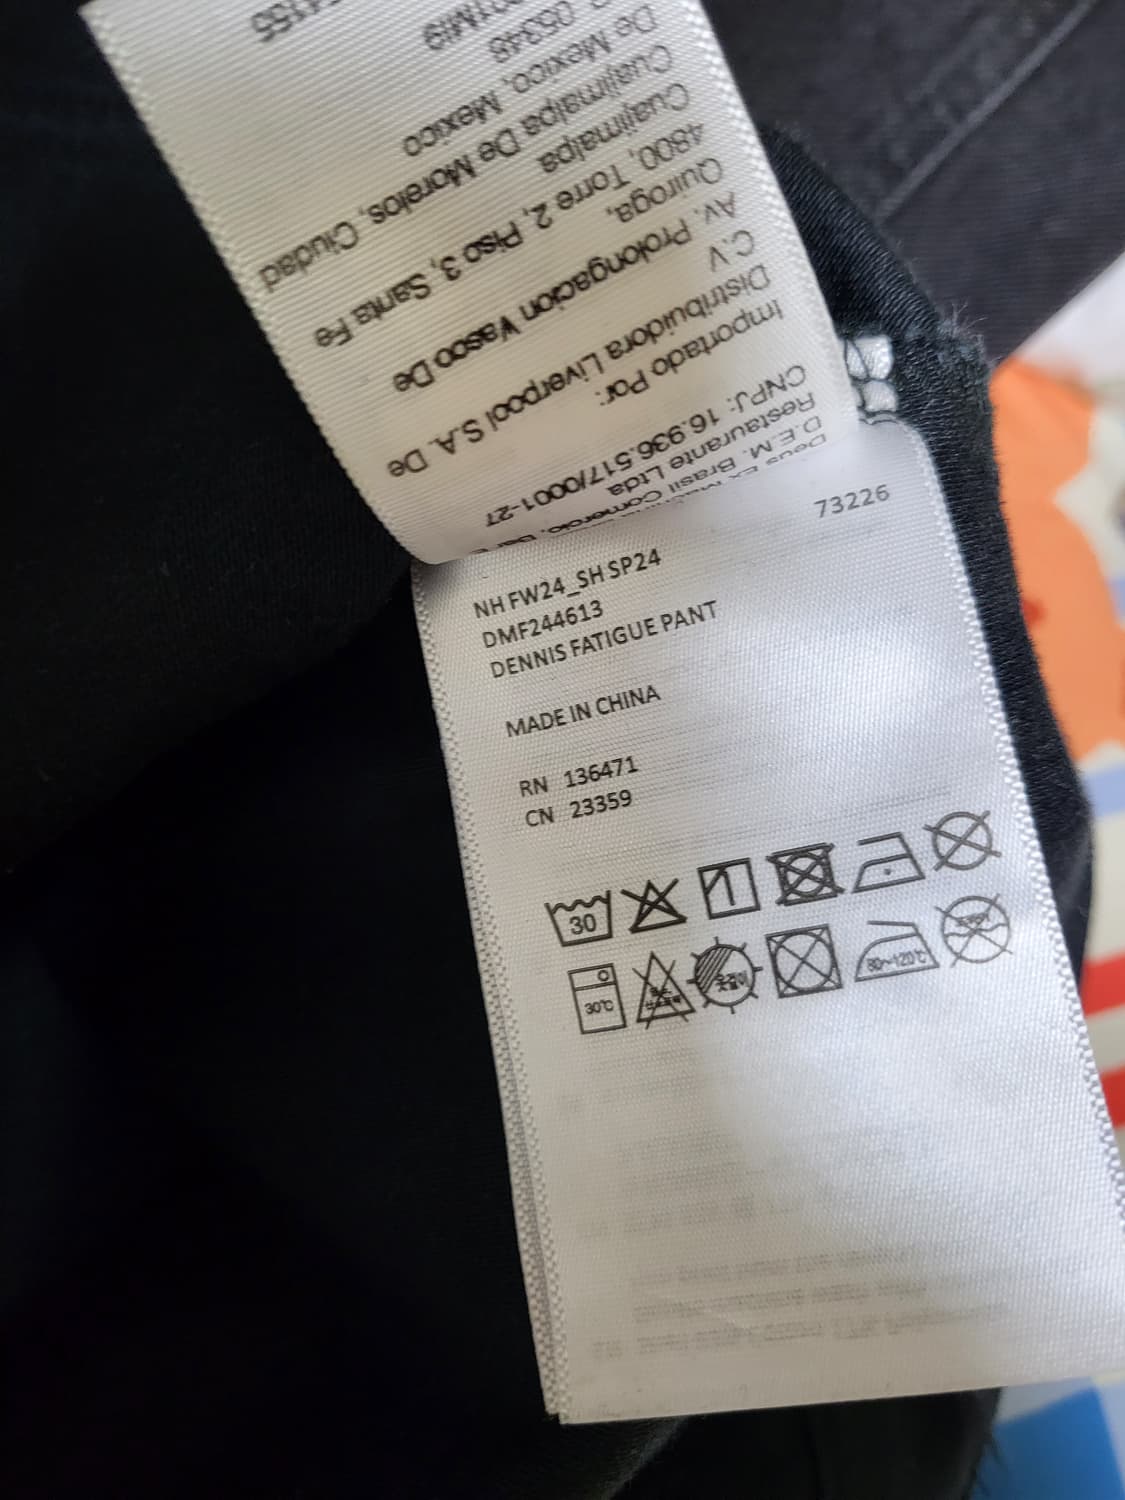 73226
NH FW24_SH SP24
DMF244613
DENNIS FATIGUE PANT
MADE IN CHINA
RN 136471
CN 23359
30
30℃
80~120℃
D.E.M. Brasil
Restaurante Ltda
CNPJ: 16.936.517/0001-27
Importado Por:
Distribuidora Liverpool S.A. De
C.V
Av. Prolongacion Vasco De
Quiroga,
4800, Torre 2, Piso 3, Santa Fe
Cuajimalpa
Cuajimalpa De Morelos, Ciudad
De Mexico, Mexico
05348